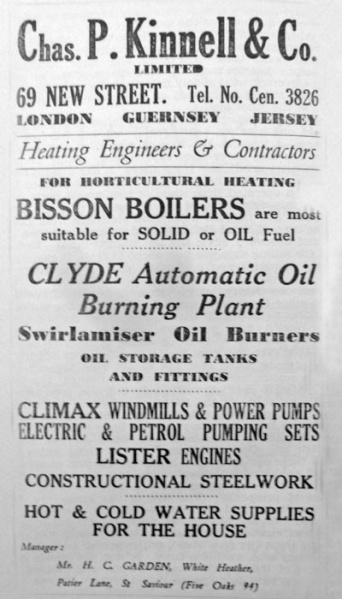 Chas. P. Kinnell & Co.
LIMITED
69 NEW STREET. Tel. No. Cen. 3826
LONDON GUERNSEY JERSEY
Heating Engineers & Contractors
FOR HORTICULTURAL HEATING
BISSON BOILERS are most
suitable for SOLID or OIL Fuel
CLYDE Automatic Oil
Burning Plant
Swirlamiser Oil Burners
OIL STORAGE TANKS
AND FITTINGS
CLIMAX WINDMILLS & POWER PUMPS
ELECTRIC & PETROL PUMPING SETS
LISTER ENGINES
CONSTRUCTIONAL STEELWORK
HOT & COLD WATER SUPPLIES
FOR THE HOUSE
Manager:
Mr. H. C. GARDEN, White Heather,
Patier Lane, St Saviour (Five Oaks 94)